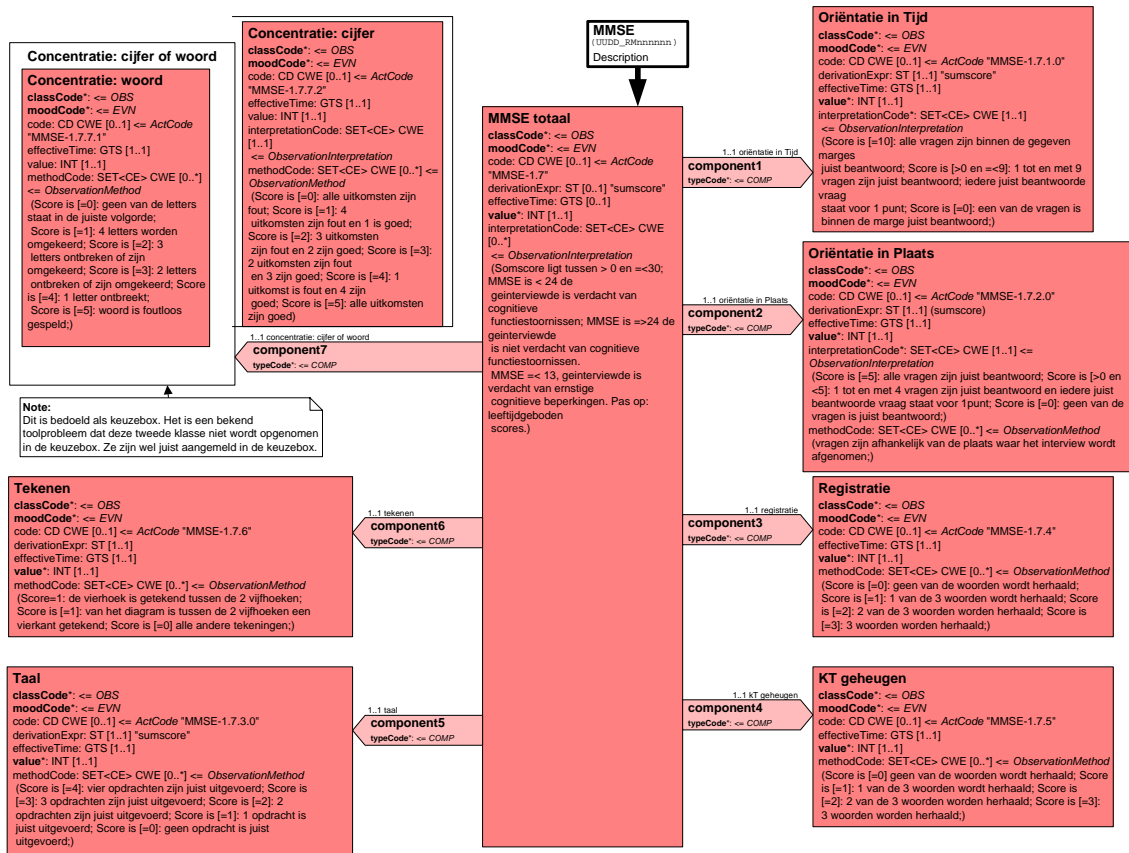 Concentratie: cijfer of woord
Concentratie: woord
classCode*: <= OBS
moodCode*: <= EVN
code: CD CWE [0..1] <= ActCode
"MMSE-1.7.7.1"
effectiveTime: GTS [1..1]
value: INT [1..1]
methodCode: SET<CE> CWE [0..*]
<= ObservationMethod
(Score is [=0]: geen van de letters
staat in de juiste volgorde;
Score is [=1]: 4 letters worden
omgekeerd; Score is [=2]: 3
letters ontbreken of zijn
omgekeerd; Score is [=3]: 2 letters
ontbreken of zijn omgekeerd; Score
is [=4]: 1 letter ontbreekt;
Score is [=5]: woord is foutloos
gespeld;)
Concentratie: cijfer
classCode*: <= OBS
moodCode*: <= EVN
code: CD CWE [0..1] <= ActCode
"MMSE-1.7.7.2"
effectiveTime: GTS [1..1]
value: INT [1..1]
interpretationCode: SET<CE> CWE
[1..1]
<= ObservationInterpretation
methodCode: SET<CE> CWE [0..*] <=
ObservationMethod
(Score is [=0]: alle uitkomsten zijn
fout; Score is [=1]: 4
uitkomsten zijn fout en 1 is goed;
Score is [=2]: 3 uitkomsten
zijn fout en 2 zijn goed; Score is [=3]:
2 uitkomsten zijn fout
en 3 zijn goed; Score is [=4]: 1
uitkomst is fout en 4 zijn
goed; Score is [=5]: alle uitkomsten
zijn goed)
MMSE
(UUDD_RMnnnnnn)
Description
MMSE totaal
classCode*: <= OBS
moodCode*: <= EVN
code: CD CWE [0..1] <= ActCode
"MMSE-1.7"
derivationExpr: ST [0..1] "sumscore"
effectiveTime: GTS [0..1]
value*: INT [1..1]
interpretationCode: SET<CE> CWE
[0..*]
<= ObservationInterpretation
(Somscore ligt tussen > 0 en =<30;
MMSE is < 24 de
geinterviewde is verdacht van
cognitieve
functiestoornissen; MMSE is =>24 de
geinterviewde
is niet verdacht van cognitieve
functiestoornissen.
MMSE =< 13, geinterviewde is
verdacht van ernstige
cognitieve beperkingen. Pas op:
leeftijdgeboden
scores.)
1..1 oriëntatie in Tijd
component1
typeCode*: <= COMP
Oriëntatie in Tijd
classCode*: <= OBS
moodCode*: <= EVN
code: CD CWE [0..1] <= ActCode "MMSE-1.7.1.0"
derivationExpr: ST [1..1] "sumscore"
effectiveTime: GTS [1..1]
value*: INT [1..1]
interpretationCode*: SET<CE> CWE [1..1]
<= ObservationInterpretation
(Score is [=10]: alle vragen zijn binnen de gegeven
marges
juist beantwoord; Score is [>0 en =<9]: 1 tot en met 9
vragen zijn juist beantwoord; iedere juist beantwoorde
vraag
staat voor 1 punt; Score is [=0]: een van de vragen is
binnen de marge juist beantwoord;)
1..1 oriëntatie in Plaats
component2
typeCode*: <= COMP
Oriëntatie in Plaats
classCode*: <= OBS
moodCode*: <= EVN
code: CD CWE [0..1] <= ActCode "MMSE-1.7.2.0"
derivationExpr: ST [1..1] (sumscore)
effectiveTime: GTS [1..1]
value*: INT [1..1]
interpretationCode*: SET<CE> CWE [1..1] <=
ObservationInterpretation
(Score is [=5]: alle vragen zijn juist beantwoord; Score is [>0 en
<5]: 1 tot en met 4 vragen zijn juist beantwoord en iedere juist
beantwoorde vraag staat voor 1punt; Score is [=0]: geen van de
vragen is juist beantwoord;)
methodCode: SET<CE> CWE [0..*] <= ObservationMethod
(vragen zijn afhankelijk van de plaats waar het interview wordt
afgenomen;)
1..1 concentratie: cijfer of woord
component7
typeCode*: <= COMP
Note:
Dit is bedoeld als keuzebox. Het is een bekend
toolprobleem dat deze tweede klasse niet wordt opgenomen
in de keuzebox. Ze zijn wel juist aangemeld in de keuzebox.
Tekenen
classCode*: <= OBS
moodCode*: <= EVN
code: CD CWE [0..1] <= ActCode "MMSE-1.7.6"
derivationExpr: ST [1..1]
effectiveTime: GTS [1..1]
value*: INT [1..1]
methodCode: SET<CE> CWE [0..*] <= ObservationMethod
(Score=1: de vierhoek is getekend tussen de 2 vijfhoeken;
Score is [=1]: van het diagram is tussen de 2 vijfhoeken een
vierkant getekend; Score is [=0] alle andere tekeningen;)
1..1 tekenen
component6
typeCode*: <= COMP
1..1 registratie
component3
typeCode*: <= COMP
Registratie
classCode*: <= OBS
moodCode*: <= EVN
code: CD CWE [0..1] <= ActCode "MMSE-1.7.4"
effectiveTime: GTS [1..1]
value*: INT [1..1]
methodCode: SET<CE> CWE [0..*] <= ObservationMethod
(Score is [=0]: geen van de woorden wordt herhaald;
Score is [=1]: 1 van de 3 woorden wordt herhaald; Score
is [=2]: 2 van de 3 woorden worden herhaald; Score is
[=3]: 3 woorden worden herhaald;)
Taal
classCode*: <= OBS
moodCode*: <= EVN
code: CD CWE [0..1] <= ActCode "MMSE-1.7.3.0"
derivationExpr: ST [1..1] "sumscore"
effectiveTime: GTS [1..1]
value*: INT [1..1]
methodCode: SET<CE> CWE [0..*] <= ObservationMethod
(Score is [=4]: vier opdrachten zijn juist uitgevoerd; Score is
[=3]: 3 opdrachten zijn juist uitgevoerd; Score is [=2]: 2
opdrachten zijn juist uitgevoerd; Score is [=1]: 1 opdracht is
juist uitgevoerd; Score is [=0]: geen opdracht is juist
uitgevoerd;)
1..1 taal
component5
typeCode*: <= COMP
1..1 kT geheugen
component4
typeCode*: <= COMP
KT geheugen
classCode*: <= OBS
moodCode*: <= EVN
code: CD CWE [0..1] <= ActCode "MMSE-1.7.5"
effectiveTime: GTS [1..1]
value*: INT [1..1]
methodCode: SET<CE> CWE [0..*] <= ObservationMethod
(Score is [=0] geen van de woorden wordt herhaald; Score
is [=1]: 1 van de 3 woorden wordt herhaald; Score is
[=2]: 2 van de 3 woorden worden herhaald; Score is [=3]:
3 woorden worden herhaald;)